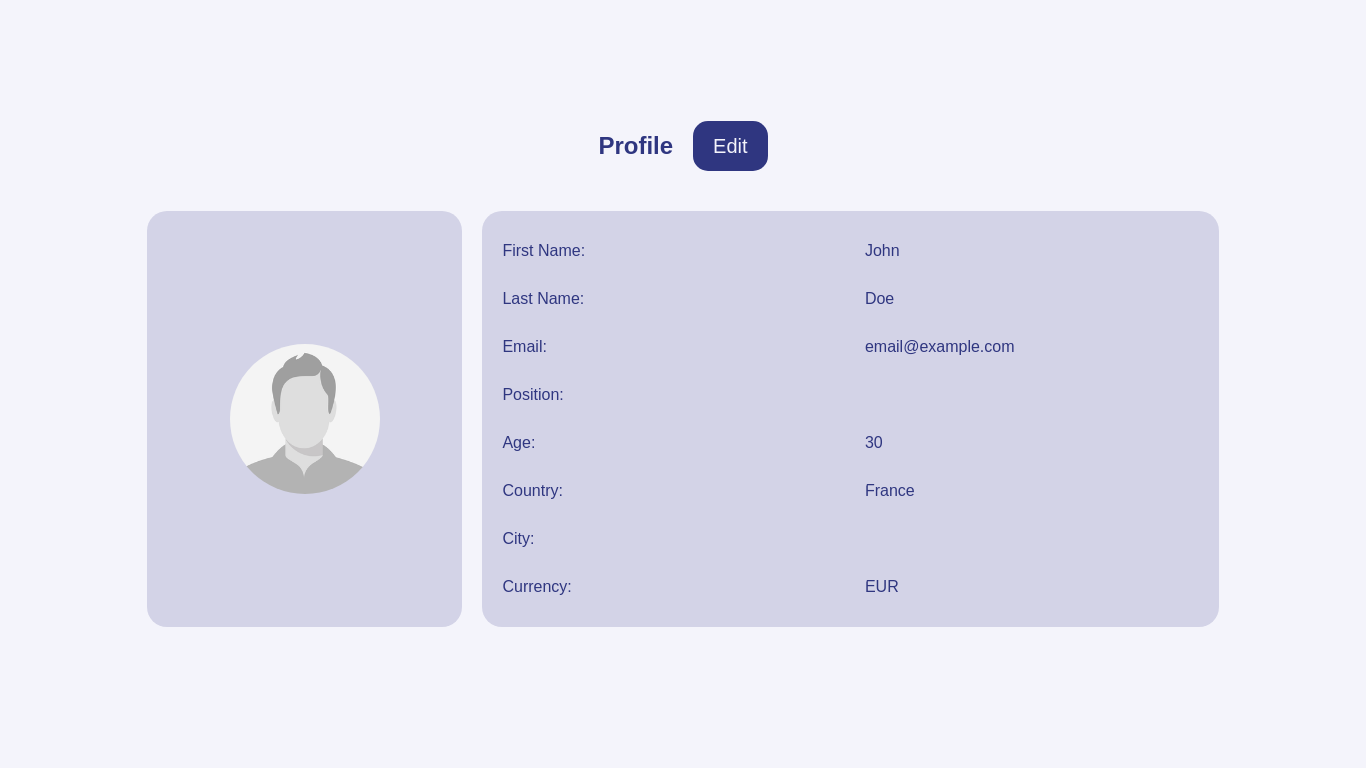 Profile Edit
First Name: John
Last Name: Doe
Email: email@example.com
Position:
Age: 30
Country: France
City:
Currency: EUR